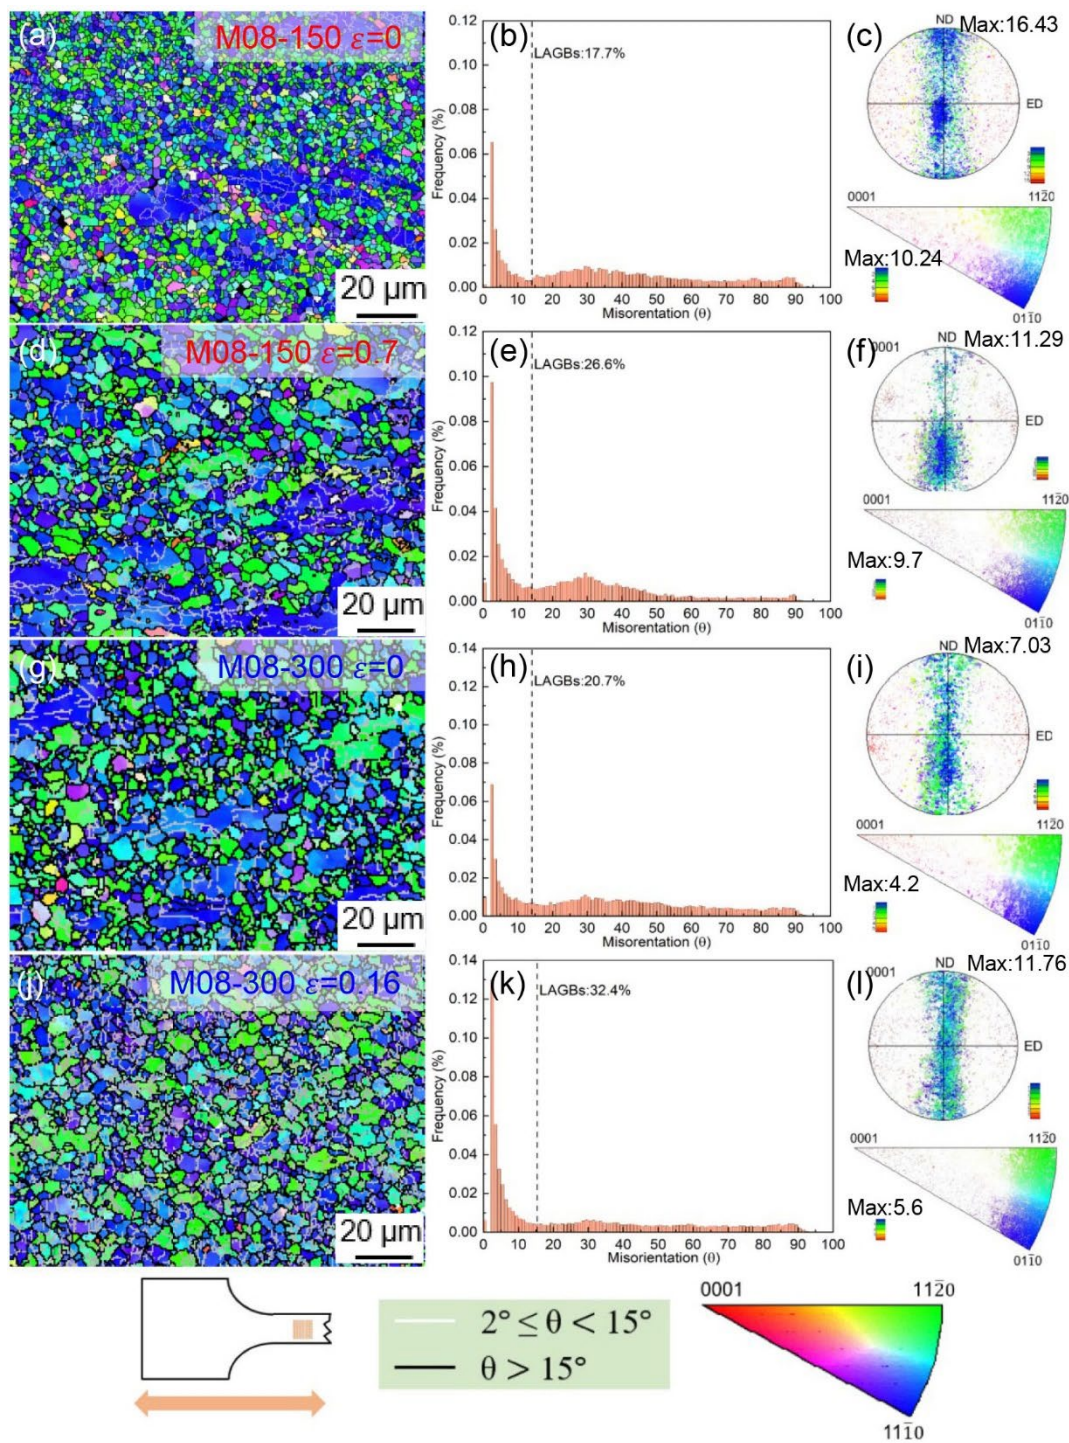 (a) M08-150 ε=0
20 μm
(b)
LAGBs:17.7%
Frequency (%)
0.12
0.10
0.08
0.06
0.04
0.02
0.00
0 10 20 30 40 50 60 70 80 90 100
Misorentation (θ)
(c) ND Max:16.43
ED
0001 112̅0
Max:10.24
011̅0
(d) M08-150 ε=0.7
20 μm
(e)
LAGBs:26.6%
Frequency (%)
0.12
0.10
0.08
0.06
0.04
0.02
0.00
0 10 20 30 40 50 60 70 80 90 100
Misorentation (θ)
(f) 0001 ND Max:11.29
ED
0001 112̅0
Max:9.7
011̅0
(g) M08-300 ε=0
20 μm
(h)
LAGBs:20.7%
Frequency (%)
0.14
0.12
0.10
0.08
0.06
0.04
0.02
0.00
0 10 20 30 40 50 60 70 80 90 100
Misorentation (θ)
(i) ND Max:7.03
ED
0001 112̅0
Max:4.2
011̅0
(j) M08-300 ε=0.16
20 μm
(k)
LAGBs:32.4%
Frequency (%)
0.14
0.12
0.10
0.08
0.06
0.04
0.02
0.00
0 10 20 30 40 50 60 70 80 90 100
Misorentation (θ)
(l) 0001 ND Max:11.76
ED
0001 112̅0
Max:5.6
011̅0
2° ≤ θ < 15°
θ > 15°
0001 112̅0
111̅0